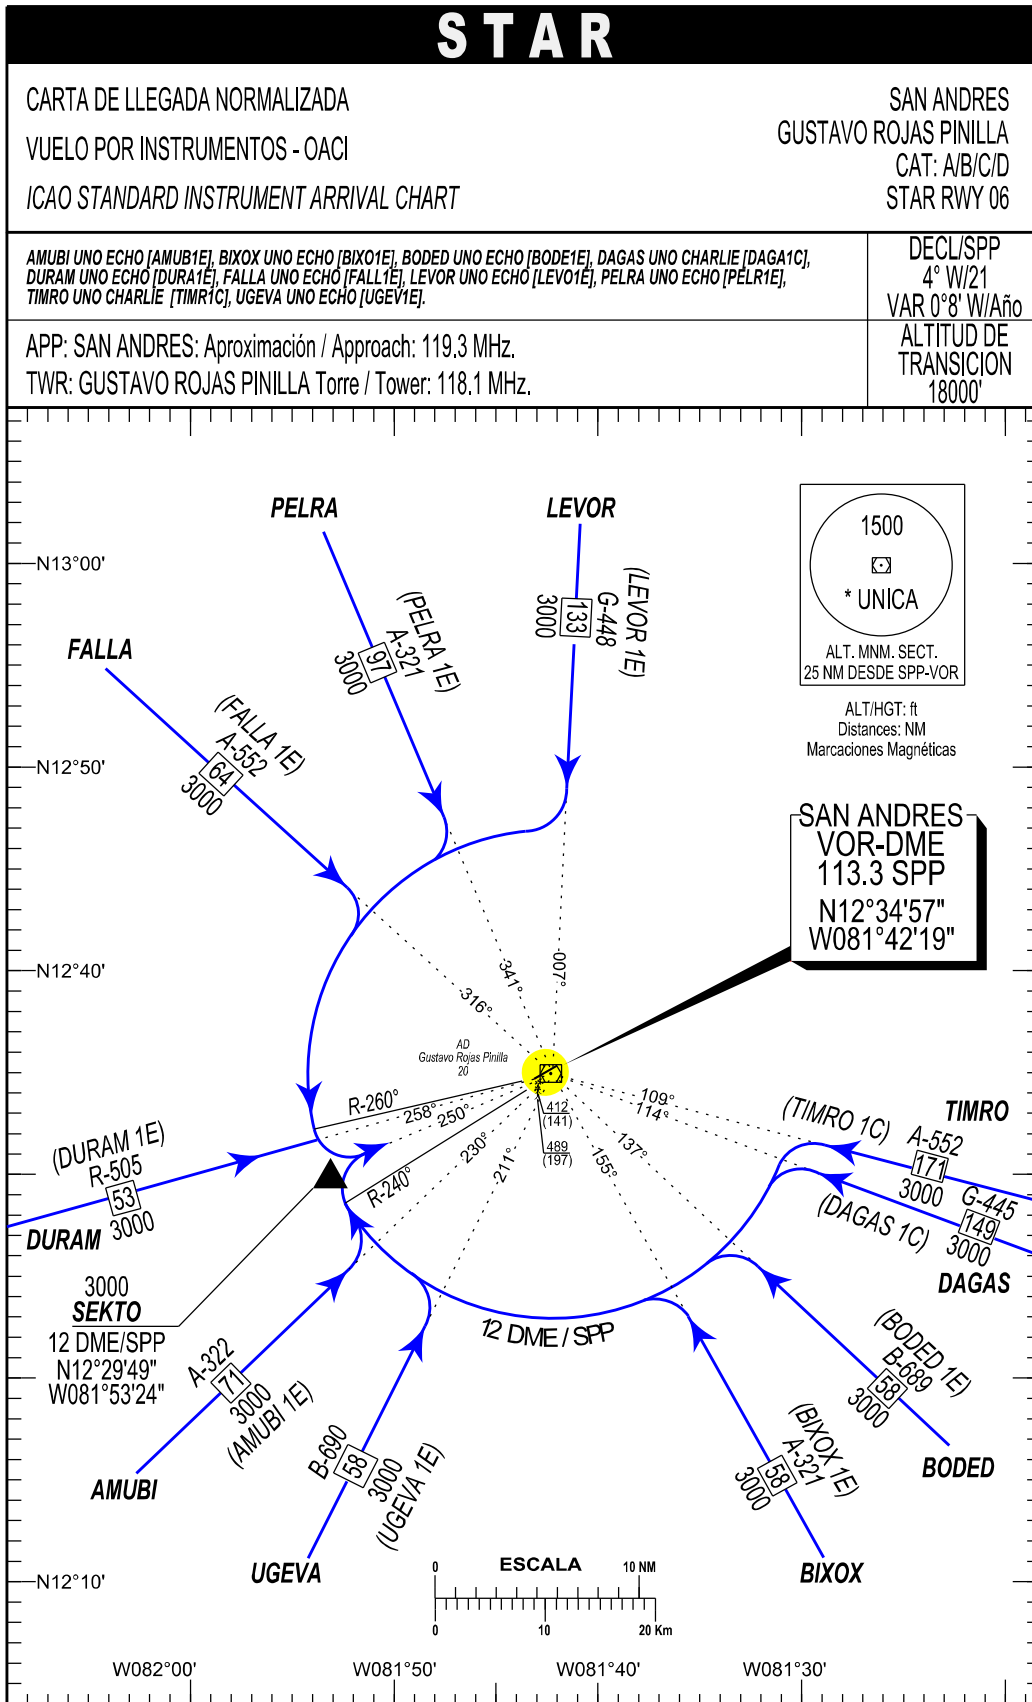 STAR
CARTA DE LLEGADA NORMALIZADA
VUELO POR INSTRUMENTOS - OACI
ICAO STANDARD INSTRUMENT ARRIVAL CHART
SAN ANDRES
GUSTAVO ROJAS PINILLA
CAT: A/B/C/D
STAR RWY 06
AMUBI UNO ECHO [AMUB1E], BIXOX UNO ECHO [BIXO1E], BODED UNO ECHO [BODE1E], DAGAS UNO CHARLIE [DAGA1C],
DURAM UNO ECHO [DURA1E], FALLA UNO ECHO [FALL1E], LEVOR UNO ECHO [LEVO1E], PELRA UNO ECHO [PELR1E],
TIMRO UNO CHARLIE [TIMR1C], UGEVA UNO ECHO [UGEV1E].
DECL/SPP
4° W/21
VAR 0°8' W/Año
APP: SAN ANDRES: Aproximación / Approach: 119.3 MHz.
TWR: GUSTAVO ROJAS PINILLA Torre / Tower: 118.1 MHz.
ALTITUD DE
TRANSICION
18000'
PELRA
LEVOR
1500
* UNICA
ALT. MNM. SECT.
25 NM DESDE SPP-VOR
N13°00'
(PELRA 1E)
A-321
97
3000
(LEVOR 1E)
G-448
133
3000
FALLA
(FALLA 1E)
A-552
64
3000
ALT/HGT: ft
Distances: NM
Marcaciones Magnéticas
N12°50'
SAN ANDRES
VOR-DME
113.3 SPP
N12°34'57"
W081°42'19"
N12°40'
316°
341°
007°
AD
Gustavo Rojas Pinilla
20
R-260°
258°
250°
R-240°
230°
211°
412
(141)
489
(197)
155°
137°
109°
114°
(TIMRO 1C)
A-552
171
3000
TIMRO
(DAGAS 1C)
G-445
149
3000
DAGAS
(DURAM 1E)
R-505
53
3000
DURAM
3000
SEKTO
12 DME/SPP
N12°29'49"
W081°53'24"
12 DME / SPP
A-322
71
3000
(AMUBI 1E)
AMUBI
B-690
58
3000
(UGEVA 1E)
UGEVA
(BODED 1E)
B-689
58
3000
BODED
(BIXOX 1E)
A-321
58
3000
BIXOX
N12°10'
0 ESCALA 10 NM
0 10 20 Km
W082°00' W081°50' W081°40' W081°30'